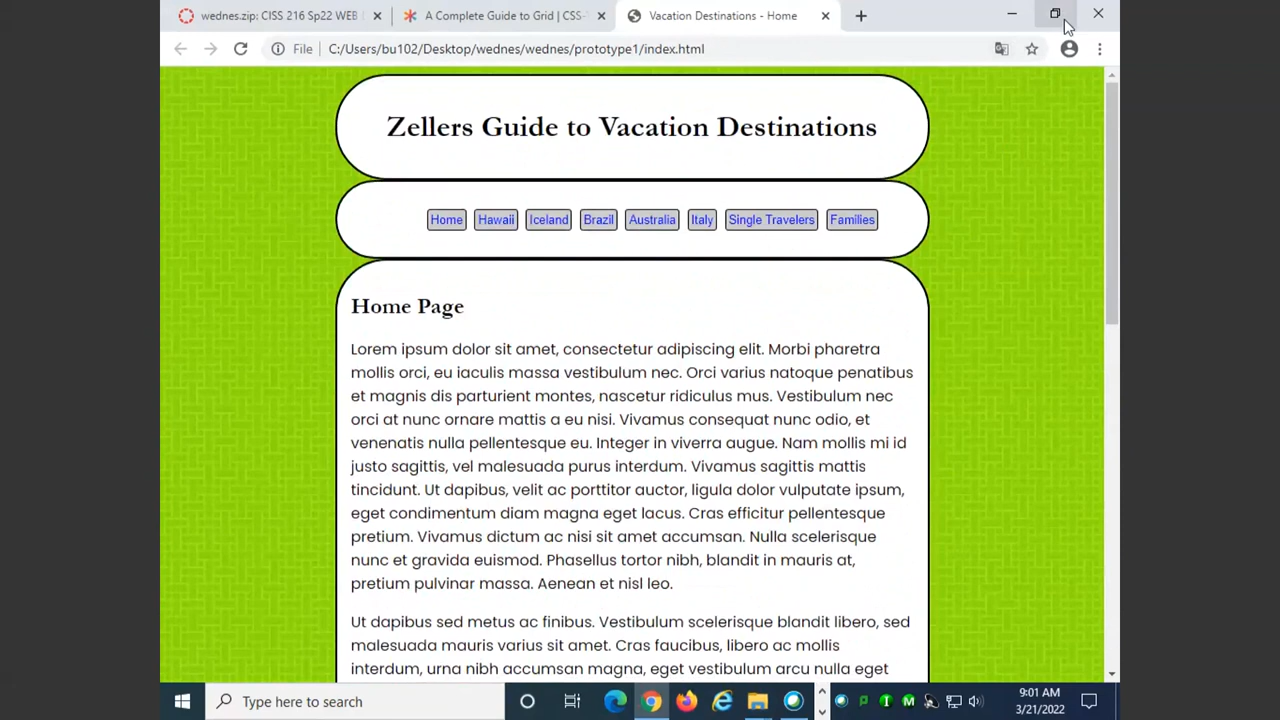 wednes.zip: CISS 216 Sp22 WEB
A Complete Guide to Grid | CSS-
Vacation Destinations - Home
File
C:/Users/bu102/Desktop/wednes/wednes/prototype1/index.html
Zellers Guide to Vacation Destinations
Home Hawaii Iceland Brazil Australia Italy Single Travelers Families
Home Page
Lorem ipsum dolor sit amet, consectetur adipiscing elit. Morbi pharetra
mollis orci, eu iaculis massa vestibulum nec. Orci varius natoque penatibus
et magnis dis parturient montes, nascetur ridiculus mus. Vestibulum nec
orci at nunc ornare mattis a eu nisi. Vivamus consequat nunc odio, et
venenatis nulla pellentesque eu. Integer in viverra augue. Nam mollis mi id
justo sagittis, vel malesuada purus interdum. Vivamus sagittis mattis
tincidunt. Ut dapibus, velit ac porttitor auctor, ligula dolor vulputate ipsum,
eget condimentum diam magna eget lacus. Cras efficitur pellentesque
pretium. Vivamus dictum ac nisi sit amet accumsan. Nulla scelerisque
nunc et gravida euismod. Phasellus tortor nibh, blandit in mauris at,
pretium pulvinar massa. Aenean et nisl leo.
Ut dapibus sed metus ac finibus. Vestibulum scelerisque blandit libero, sed
malesuada mauris varius sit amet. Cras faucibus, libero ac mollis
interdum, urna nibh accumsan magna, eget vestibulum arcu nulla eget
Type here to search
9:01 AM
3/21/2022